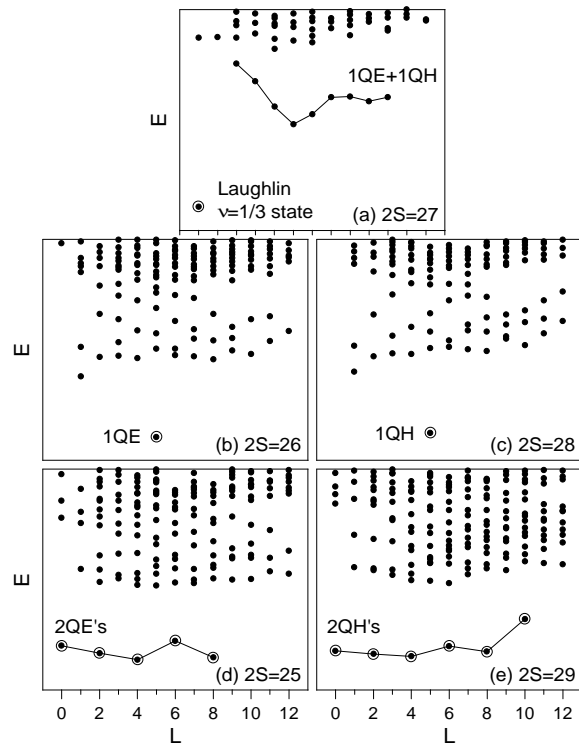 1QE+1QH
E
Laughlin
ν=1/3 state
(a) 2S=27
E
1QE
(b) 2S=26
1QH
(c) 2S=28
E
2QE's
(d) 2S=25
2QH's
(e) 2S=29
0 2 4 6 8 10 12
0 2 4 6 8 10 12
L
L